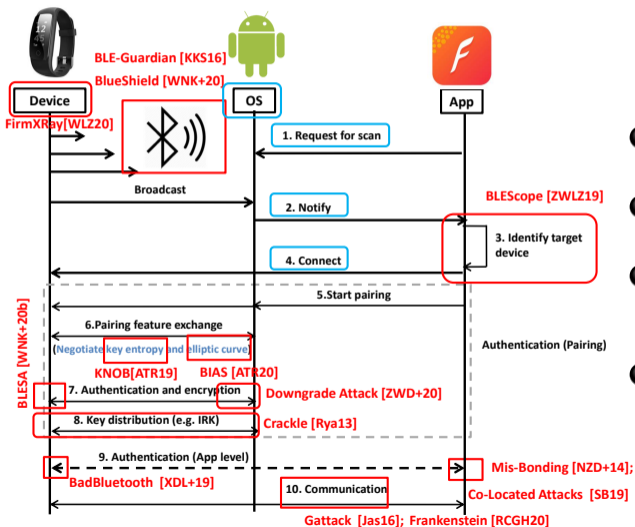 BLE-Guardian [KKS16]
BlueShield [WNK+20]
Device
OS
App
FirmXRay[WLZ20]
1. Request for scan
Broadcast
BLEScope [ZWLZ19]
2. Notify
3. Identify target
device
4. Connect
5.Start pairing
6.Pairing feature exchange
(Negotiate key entropy and elliptic curve)
Authentication (Pairing)
BLESA [WNK+20b]
KNOB[ATR19]
BIAS [ATR20]
7. Authentication and encryption
Downgrade Attack [ZWD+20]
8. Key distribution (e.g. IRK)
Crackle [Rya13]
9. Authentication (App level)
Mis-Bonding [NZD+14];
BadBluetooth [XDL+19]
10. Communication
Co-Located Attacks [SB19]
Gattack [Jas16]; Frankenstein [RCGH20]